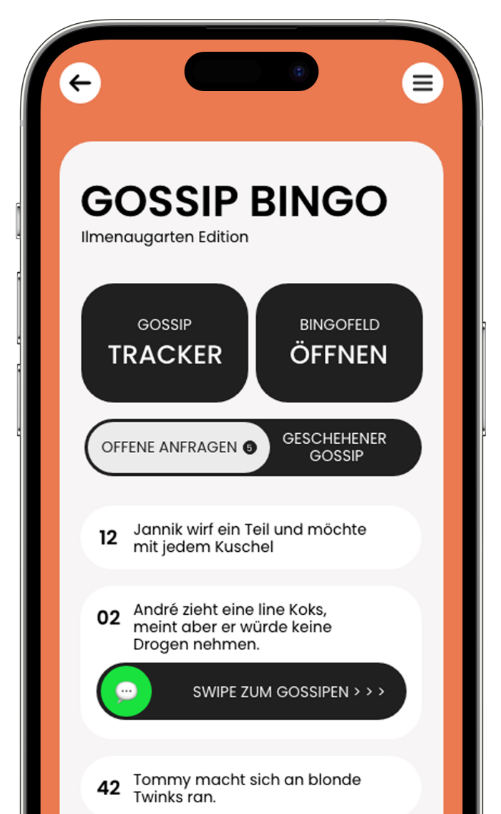 GOSSIP BINGO
Ilmenaugarten Edition
GOSSIP
TRACKER
BINGOFELD
ÖFFNEN
OFFENE ANFRAGEN 5
GESCHEHENER
GOSSIP
12 Jannik wirf ein Teil und möchte
mit jedem Kuschel
02 André zieht eine line Koks,
meint aber er würde keine
Drogen nehmen.
SWIPE ZUM GOSSIPEN > > >
42 Tommy macht sich an blonde
Twinks ran.